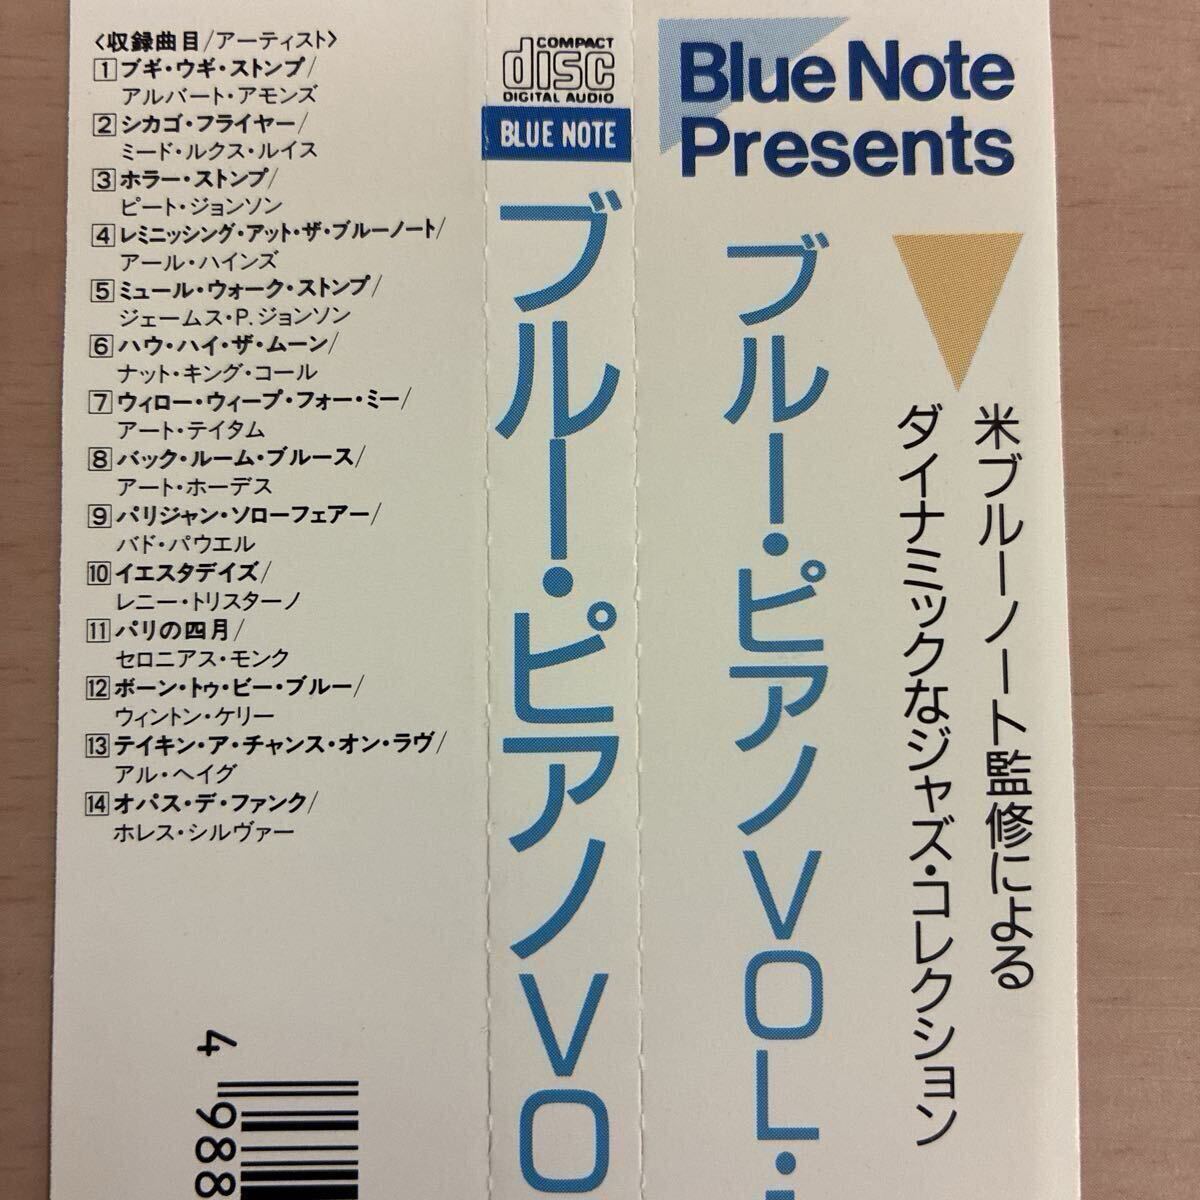 〈収録曲目/アーティスト〉
1 ブギ・ウギ・ストンプ/
アルバート・アモンズ
2 シカゴ・フライヤー/
ミード・ルクス・ルイス
3 ホラー・ストンプ/
ピート・ジョンソン
4 レミニッシング・アット・ザ・ブルーノート/
アール・ハインズ
5 ミュール・ウォーク・ストンプ/
ジェームス・P.ジョンソン
6 ハウ・ハイ・ザ・ムーン/
ナット・キング・コール
7 ウィロー・ウィープ・フォー・ミー/
アート・テイタム
8 バック・ルーム・ブルース/
アート・ホーデス
9 パリジャン・ソローフェアー/
バド・パウエル
10 イエスタデイズ/
レニー・トリスターノ
11 パリの四月/
セロニアス・モンク
12 ボーン・トゥ・ビー・ブルー/
ウィントン・ケリー
13 テイキン・ア・チャンス・オン・ラヴ/
アル・ヘイグ
14 オパス・デ・ファンク/
ホレス・シルヴァー
4 988
COMPACT
disc
DIGITAL AUDIO
BLUE NOTE
ブルー・ピアノ VO
Blue Note
Presents
ブルー・ピアノ VOL.
米ブルーノート監修による
ダイナミックなジャズ・コレクション